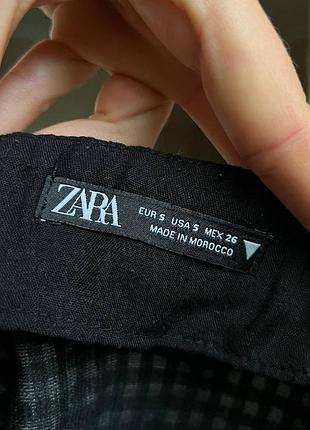 ZARA
EUR S USA S MEX 26
MADE IN MOROCCO